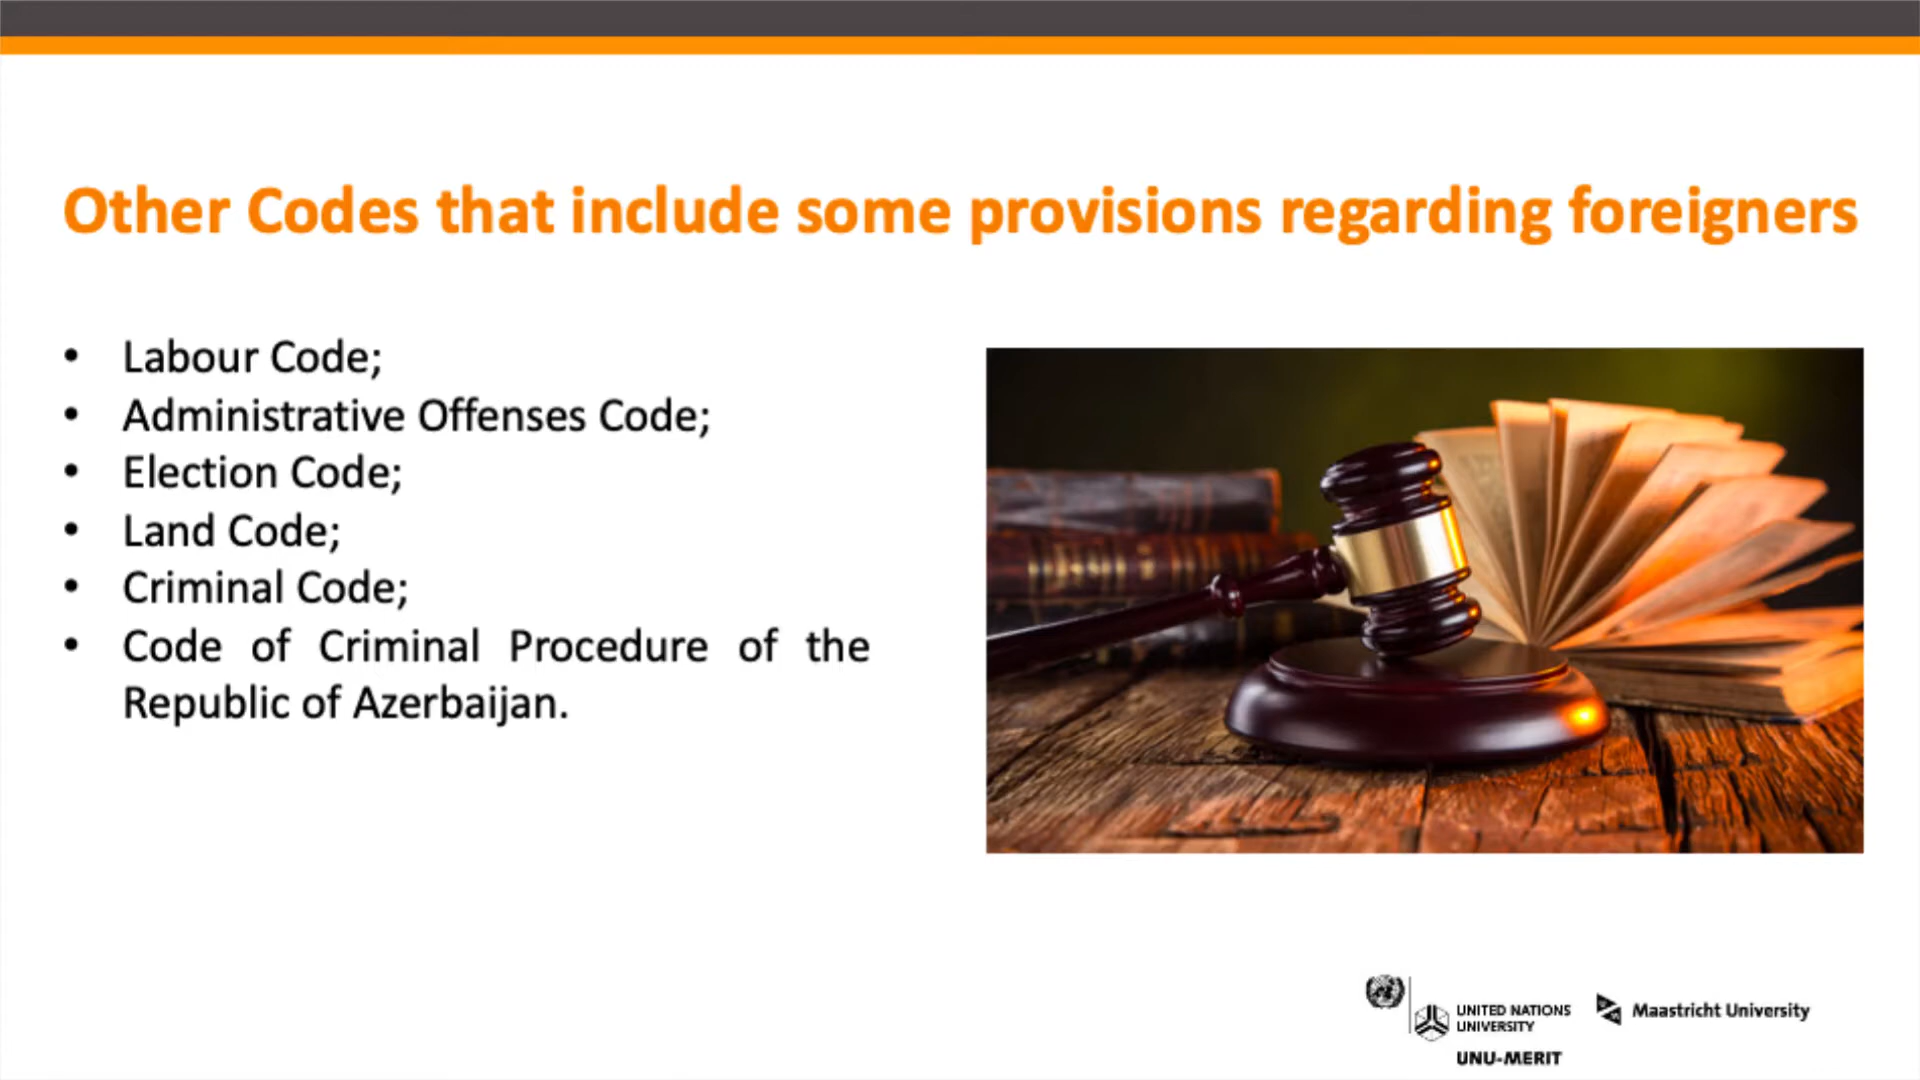 Other Codes that include some provisions regarding foreigners
• Labour Code;
• Administrative Offenses Code;
• Election Code;
• Land Code;
• Criminal Code;
• Code of Criminal Procedure of the
Republic of Azerbaijan.
UNITED NATIONS
UNIVERSITY
UNU-MERIT
Maastricht University